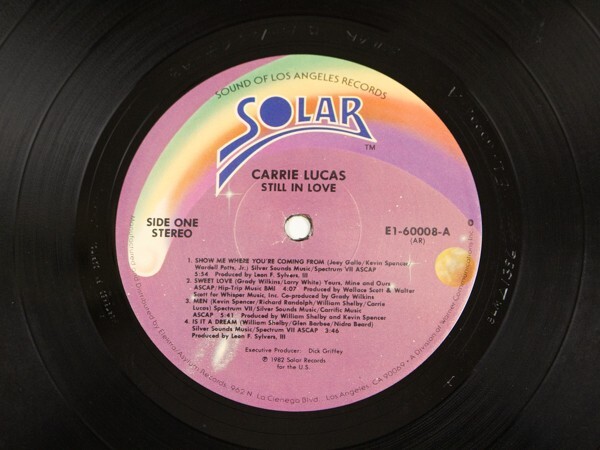 SOUND OF LOS ANGELES RECORDS
SOLAR
TM
CARRIE LUCAS
STILL IN LOVE
SIDE ONE
STEREO
E1-60008-A
(AR)
1. SHOW ME WHERE YOU'RE COMING FROM (Joey Gallo/Kevin Spencer
Wardell Potts, Jr.) Silver Sounds Music/Spectrum VII ASCAP
5:54 Produced by Leon F. Sylvers, III
2. SWEET LOVE (Grady Wilkins/Larry White) Yours, Mine and Ours
ASCAP/Hip-Trip Music BMI 4:07 Produced by Wallace Scott & Walter
Scott for Whisper Music, Inc. Co-produced by Grady Wilkins
3. MEN (Kevin Spencer/Richard Randolph/William Shelby/Carrie
Lucas) Spectrum VII/Silver Sounds Music/Carrific Music
ASCAP 5:41 Produced by William Shelby and Kevin Spencer
4. IS IT A DREAM (William Shelby/Glen Barbee/Nidra Beard)
Silver Sounds Music/Spectrum VII 3:46
Produced by Leon F. Sylvers, III
Executive Producer: Dick Griffey
℗ 1982 Solar Records
for the U.S.
Distributed by Elektra/Asylum Records, 962 N. La Cienega Blvd., Los Angeles, CA 90069 • A Division of Warner Communications